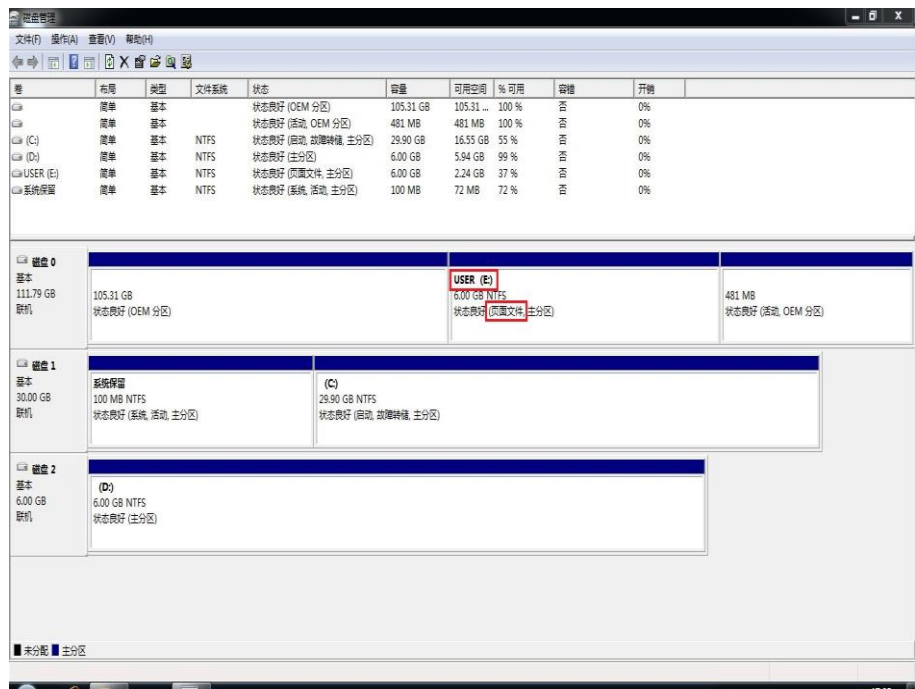 磁盘管理
文件(F) 操作(A) 查看(V) 帮助(H)
卷 布局 类型 文件系统 状态 容量 可用空间 % 可用 容错 开销
简单 基本 状态良好 (OEM 分区) 105.31 GB 105.31 ... 100 % 否 0%
简单 基本 状态良好 (活动, OEM 分区) 481 MB 481 MB 100 % 否 0%
(C:) 简单 基本 NTFS 状态良好 (启动, 故障转储, 主分区) 29.90 GB 16.55 GB 55 % 否 0%
(D:) 简单 基本 NTFS 状态良好 (主分区) 6.00 GB 5.94 GB 99 % 否 0%
USER (E:) 简单 基本 NTFS 状态良好 (页面文件, 主分区) 6.00 GB 2.24 GB 37 % 否 0%
系统保留 简单 基本 NTFS 状态良好 (系统, 活动, 主分区) 100 MB 72 MB 72 % 否 0%
磁盘 0
基本
111.79 GB
联机
105.31 GB
状态良好 (OEM 分区)
USER (E:)
6.00 GB NTFS
状态良好 (页面文件, 主分区)
481 MB
状态良好 (活动, OEM 分区)
磁盘 1
基本
30.00 GB
联机
系统保留
100 MB NTFS
状态良好 (系统, 活动, 主分区)
(C:)
29.90 GB NTFS
状态良好 (启动, 故障转储, 主分区)
磁盘 2
基本
6.00 GB
联机
(D:)
6.00 GB NTFS
状态良好 (主分区)
未分配 主分区